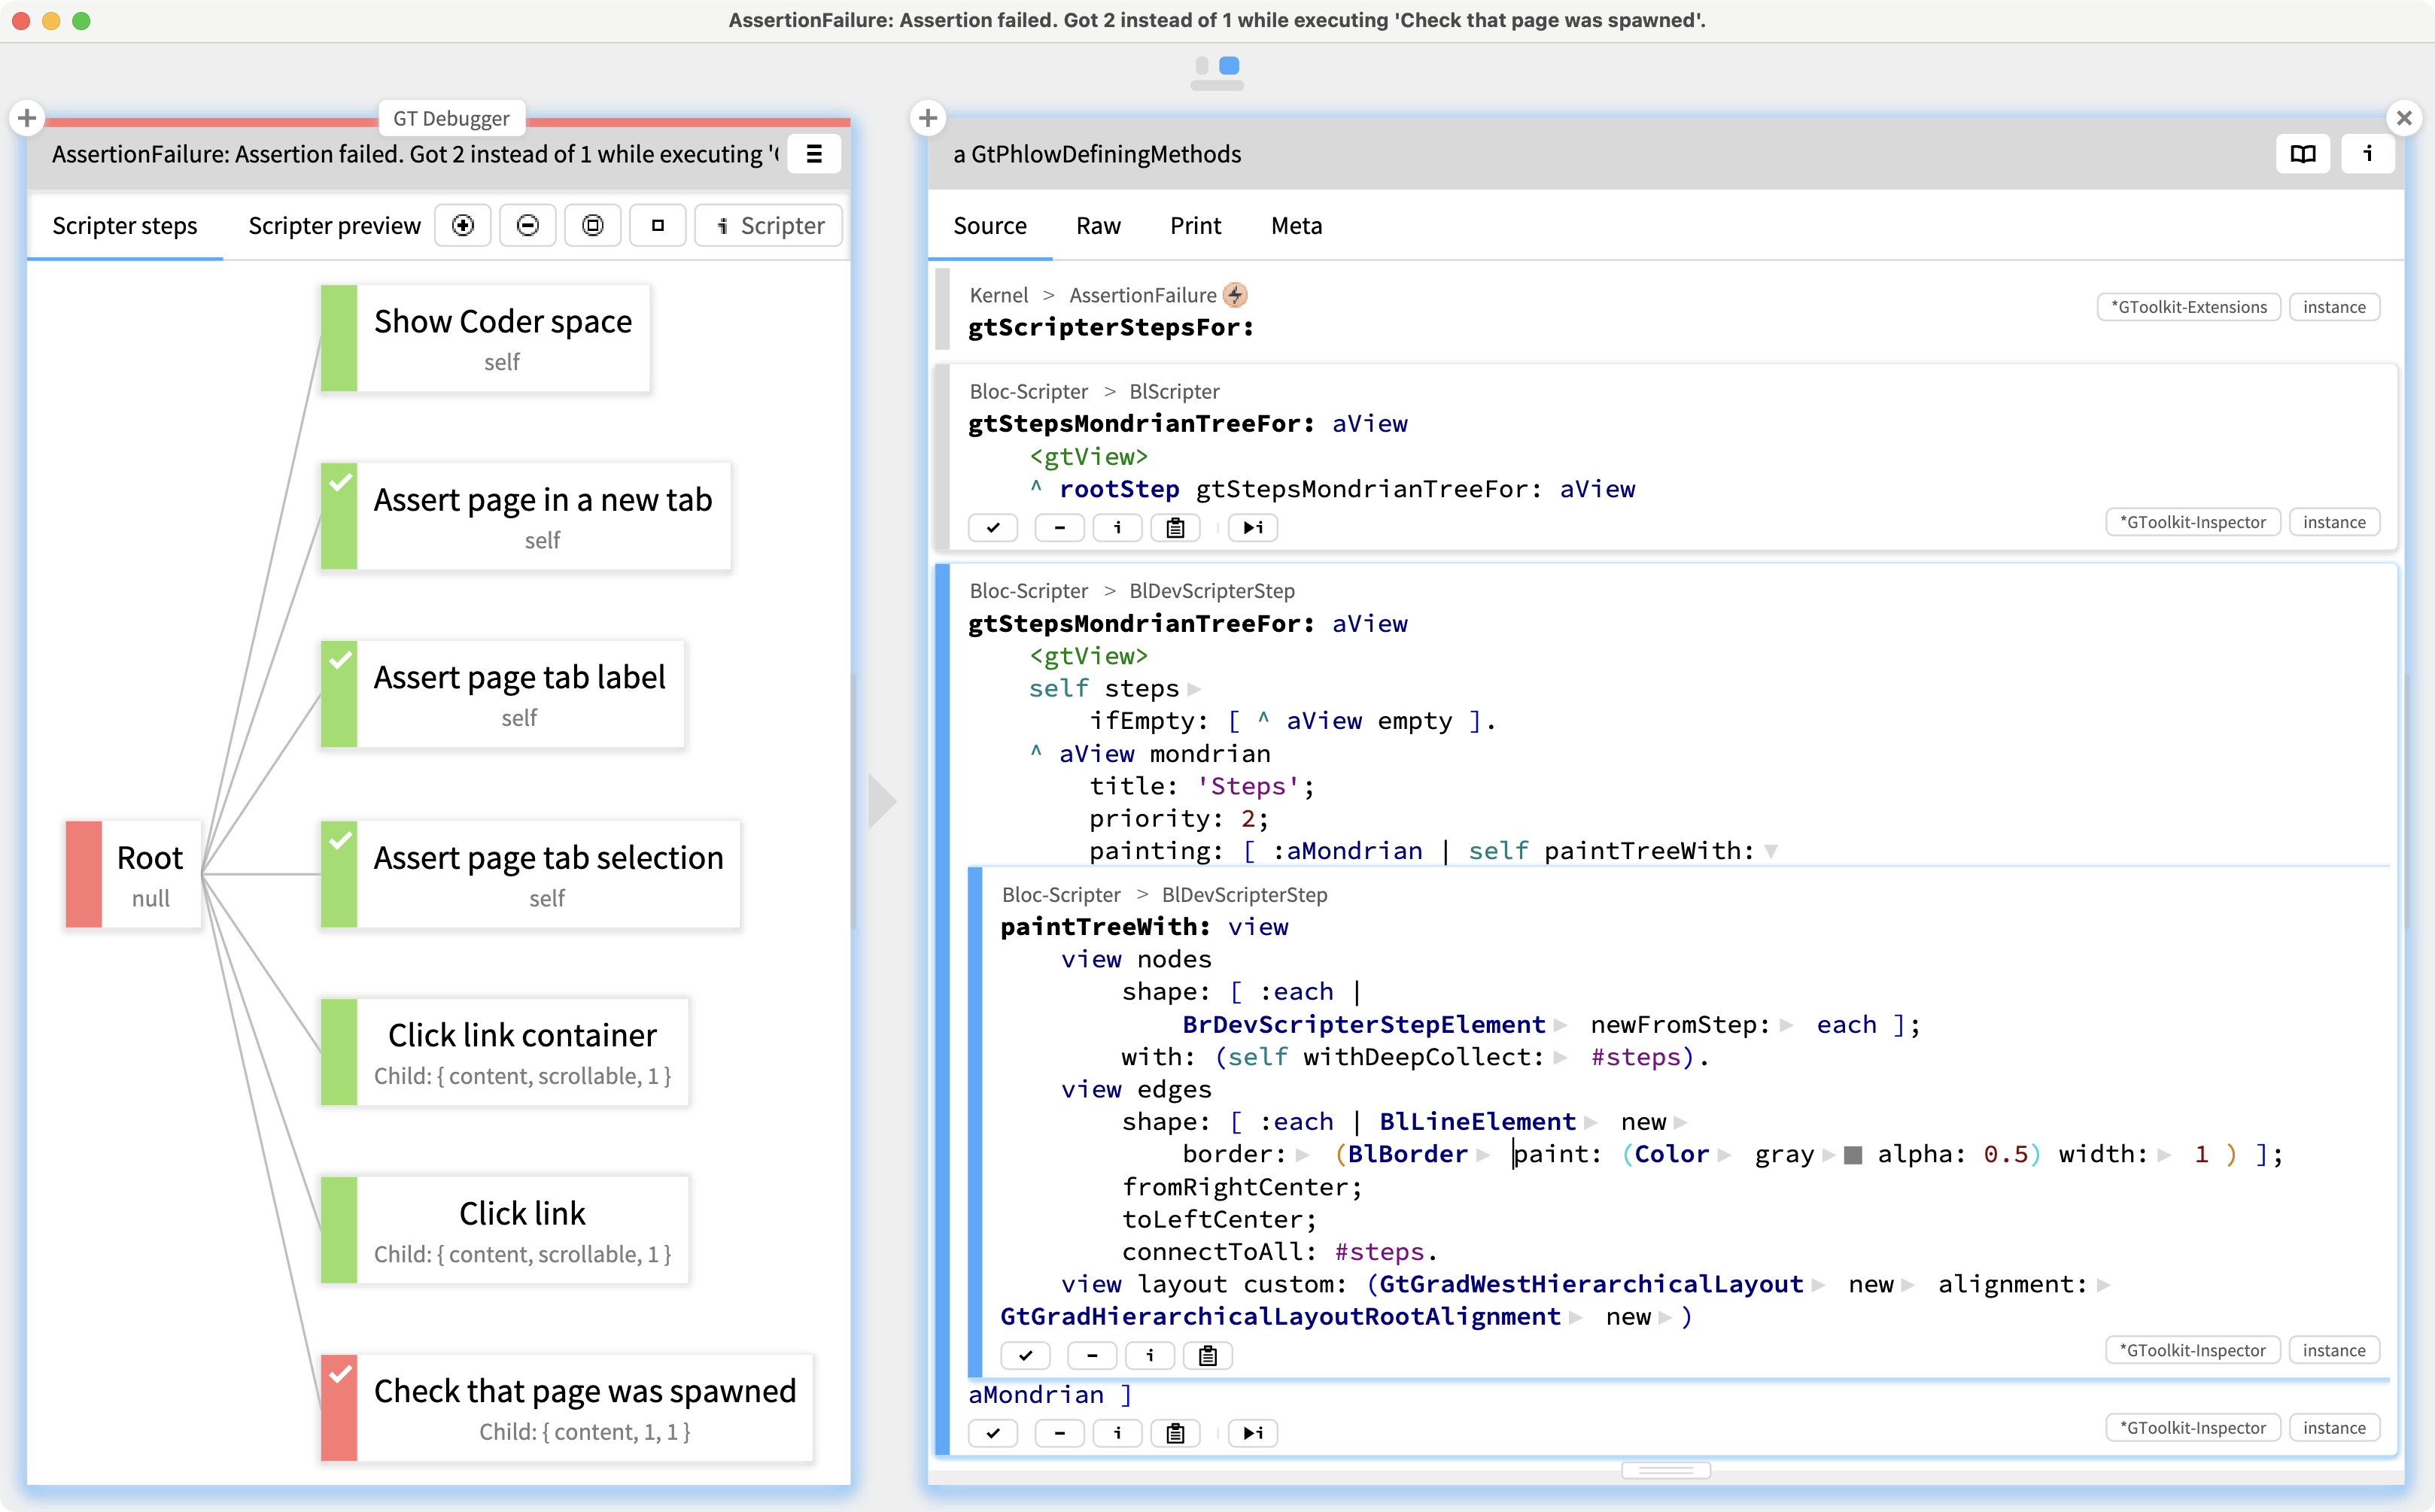 AssertionFailure: Assertion failed. Got 2 instead of 1 while executing 'Check that page was spawned'.
GT Debugger
AssertionFailure: Assertion failed. Got 2 instead of 1 while executing '
Scripter steps
Scripter preview
i Scripter
Show Coder space
self
Assert page in a new tab
self
Assert page tab label
self
Root
null
Assert page tab selection
self
Click link container
Child: { content, scrollable, 1 }
Click link
Child: { content, scrollable, 1 }
Check that page was spawned
Child: { content, 1, 1 }
a GtPhlowDefiningMethods
i
Source
Raw
Print
Meta
Kernel > AssertionFailure
*GToolkit-Extensions
instance
gtScripterStepsFor:
Bloc-Scripter > BlScripter
gtStepsMondrianTreeFor: aView
<gtView>
^ rootStep gtStepsMondrianTreeFor: aView
i
i
*GToolkit-Inspector
instance
Bloc-Scripter > BlDevScripterStep
gtStepsMondrianTreeFor: aView
<gtView>
self steps
ifEmpty: [ ^ aView empty ].
^ aView mondrian
title: 'Steps';
priority: 2;
painting: [ :aMondrian | self paintTreeWith:
Bloc-Scripter > BlDevScripterStep
paintTreeWith: view
view nodes
shape: [ :each |
BrDevScripterStepElement newFromStep: each ];
with: (self withDeepCollect: #steps).
view edges
shape: [ :each | BlLineElement new
border: (BlBorder paint: (Color gray alpha: 0.5) width: 1 ) ];
fromRightCenter;
toLeftCenter;
connectToAll: #steps.
view layout custom: (GtGradWestHierarchicalLayout new alignment:
GtGradHierarchicalLayoutRootAlignment new )
i
*GToolkit-Inspector
instance
aMondrian ]
i
i
*GToolkit-Inspector
instance